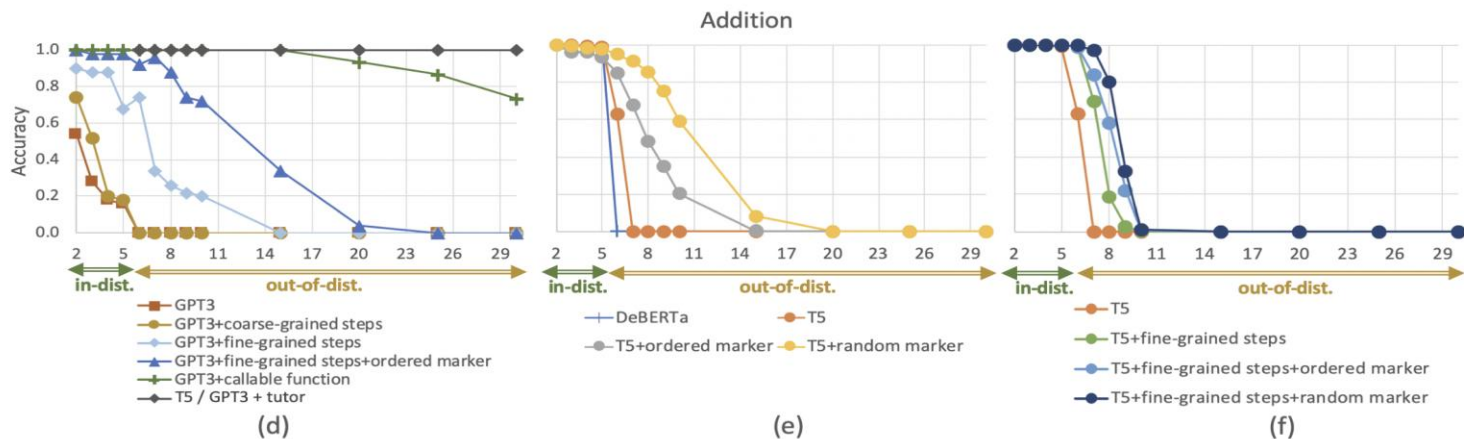 Addition
Accuracy
1.0
0.8
0.6
0.4
0.2
0.0
2 5 8 11 14 17 20 23 26 29
in-dist. out-of-dist.
GPT3
GPT3+coarse-grained steps
GPT3+fine-grained steps
GPT3+fine-grained steps+ordered marker
GPT3+callable function
T5 / GPT3 + tutor
(d)
2 5 8 11 14 17 20 23 26 29
in-dist. out-of-dist.
DeBERTa T5
T5+ordered marker T5+random marker
(e)
2 5 8 11 14 17 20 23 26 29
in-dist. out-of-dist.
T5
T5+fine-grained steps
T5+fine-grained steps+ordered marker
T5+fine-grained steps+random marker
(f)